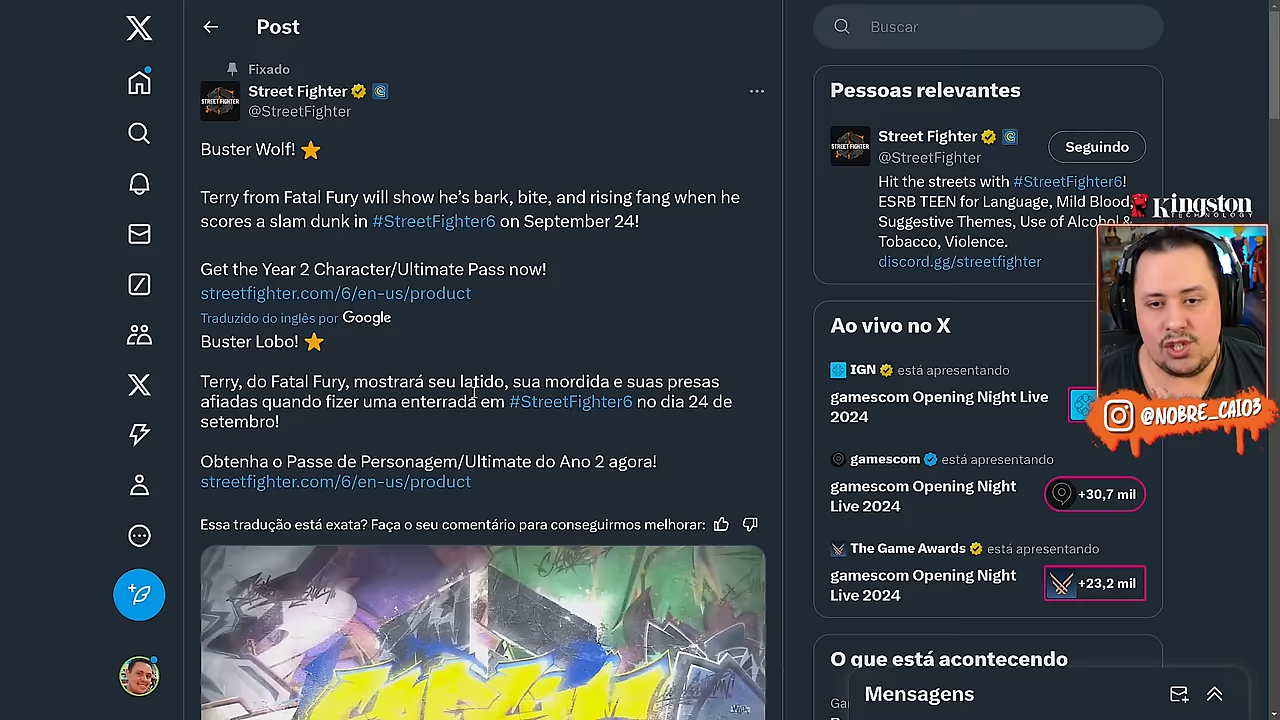 Post
Buscar
Fixado
Street Fighter
@StreetFighter
STREET FIGHTER
Buster Wolf! ⭐
Terry from Fatal Fury will show he's bark, bite, and rising fang when he
scores a slam dunk in #StreetFighter6 on September 24!
Get the Year 2 Character/Ultimate Pass now!
streetfighter.com/6/en-us/product
Traduzido do inglês por Google
Buster Lobo! ⭐
Terry, do Fatal Fury, mostrará seu latido, sua mordida e suas presas
afiadas quando fizer uma enterrada em #StreetFighter6 no dia 24 de
setembro!
Obtenha o Passe de Personagem/Ultimate do Ano 2 agora!
streetfighter.com/6/en-us/product
Essa tradução está exata? Faça o seu comentário para conseguirmos melhorar:
Pessoas relevantes
STREET FIGHTER
Street Fighter
@StreetFighter
Seguindo
Hit the streets with #StreetFighter6!
ESRB TEEN for Language, Mild Blood,
Suggestive Themes, Use of Alcohol &
Tobacco, Violence.
discord.gg/streetfighter
Kingston
TECHNOLOGY
@NOBRE_CAIO3
Ao vivo no X
IGN está apresentando
gamescom Opening Night Live
2024
gamescom está apresentando
gamescom Opening Night
Live 2024
+30,7 mil
The Game Awards está apresentando
gamescom Opening Night
Live 2024
+23,2 mil
O que está acontecendo
Mensagens